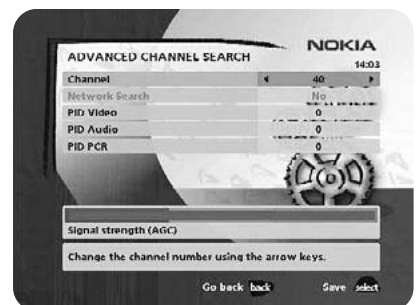 NOKIA
ADVANCED CHANNEL SEARCH
14:03
Channel 40
Network Search No
PID Video 0
PID Audio 0
PID PCR 0
Signal strength (AGC)
Change the channel number using the arrow keys.
Go back back Save select